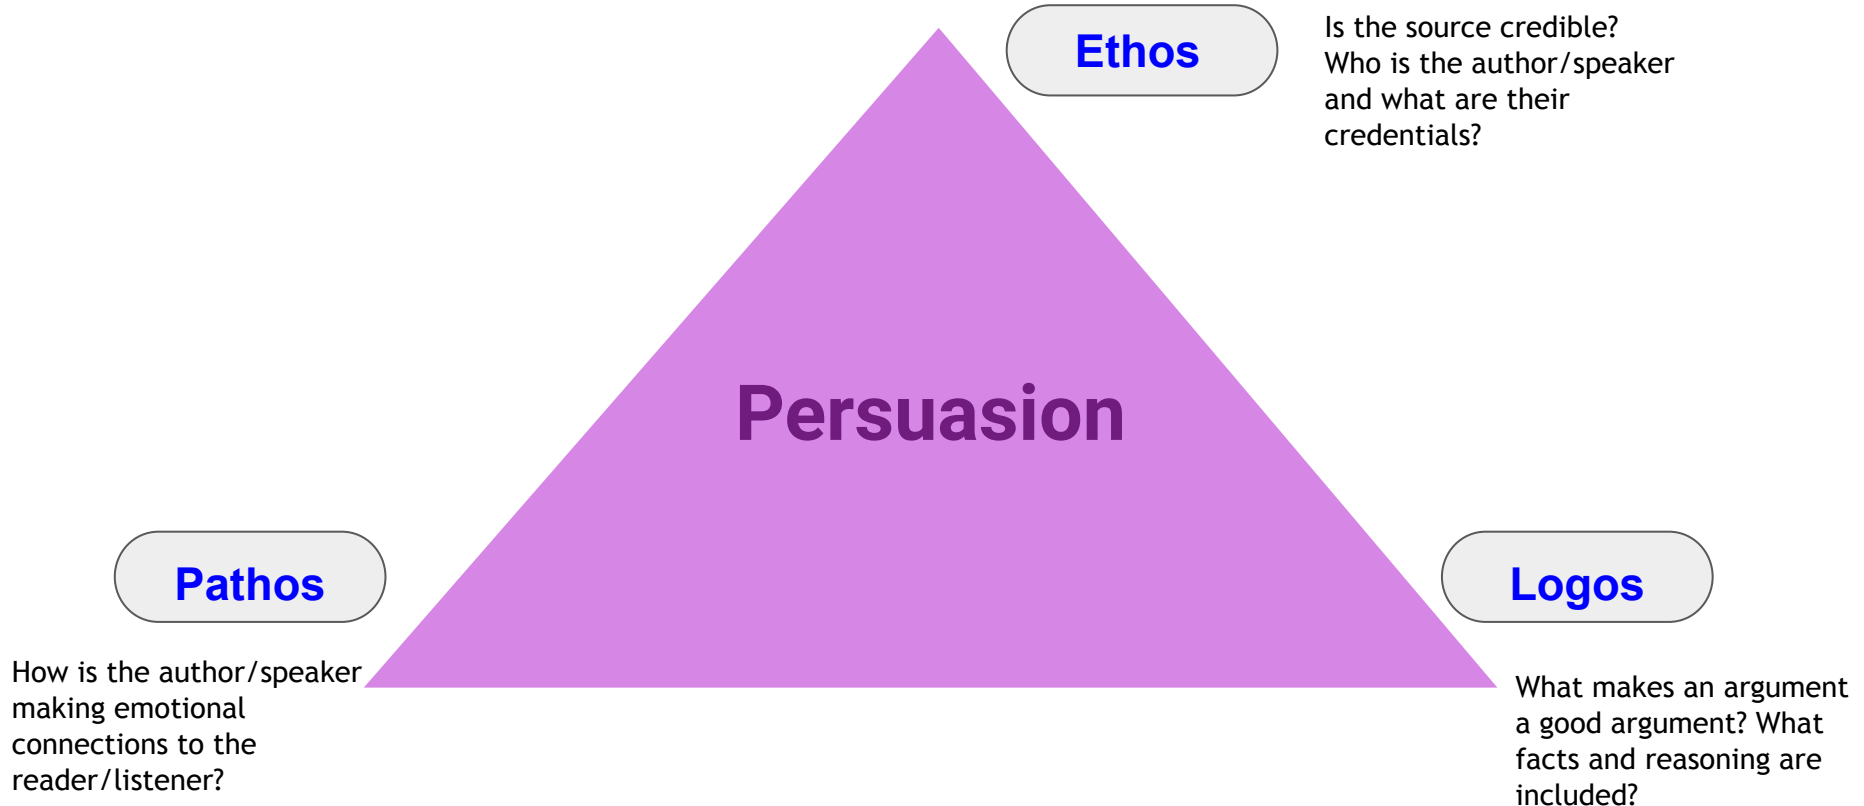 Ethos
Is the source credible?
Who is the author/speaker
and what are their
credentials?
Persuasion
Pathos
How is the author/speaker
making emotional
connections to the
reader/listener?
Logos
What makes an argument
a good argument? What
facts and reasoning are
included?